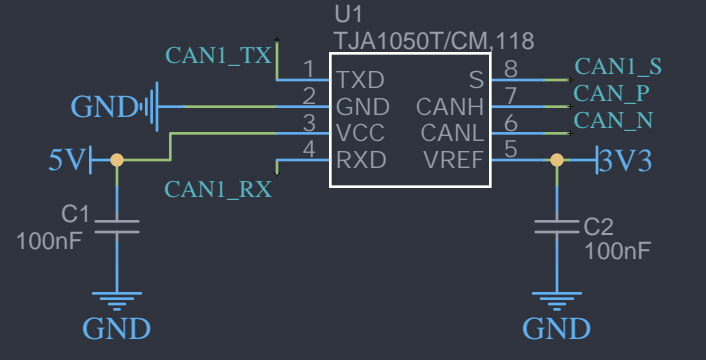 U1
TJA1050T/CM,118
CAN1_TX
1 TXD S 8 CAN1_S
GND 2 GND CANH 7 CAN_P
3 VCC CANL 6 CAN_N
5V 4 RXD VREF 5 3V3
CAN1_RX
C1
100nF
C2
100nF
GND
GND